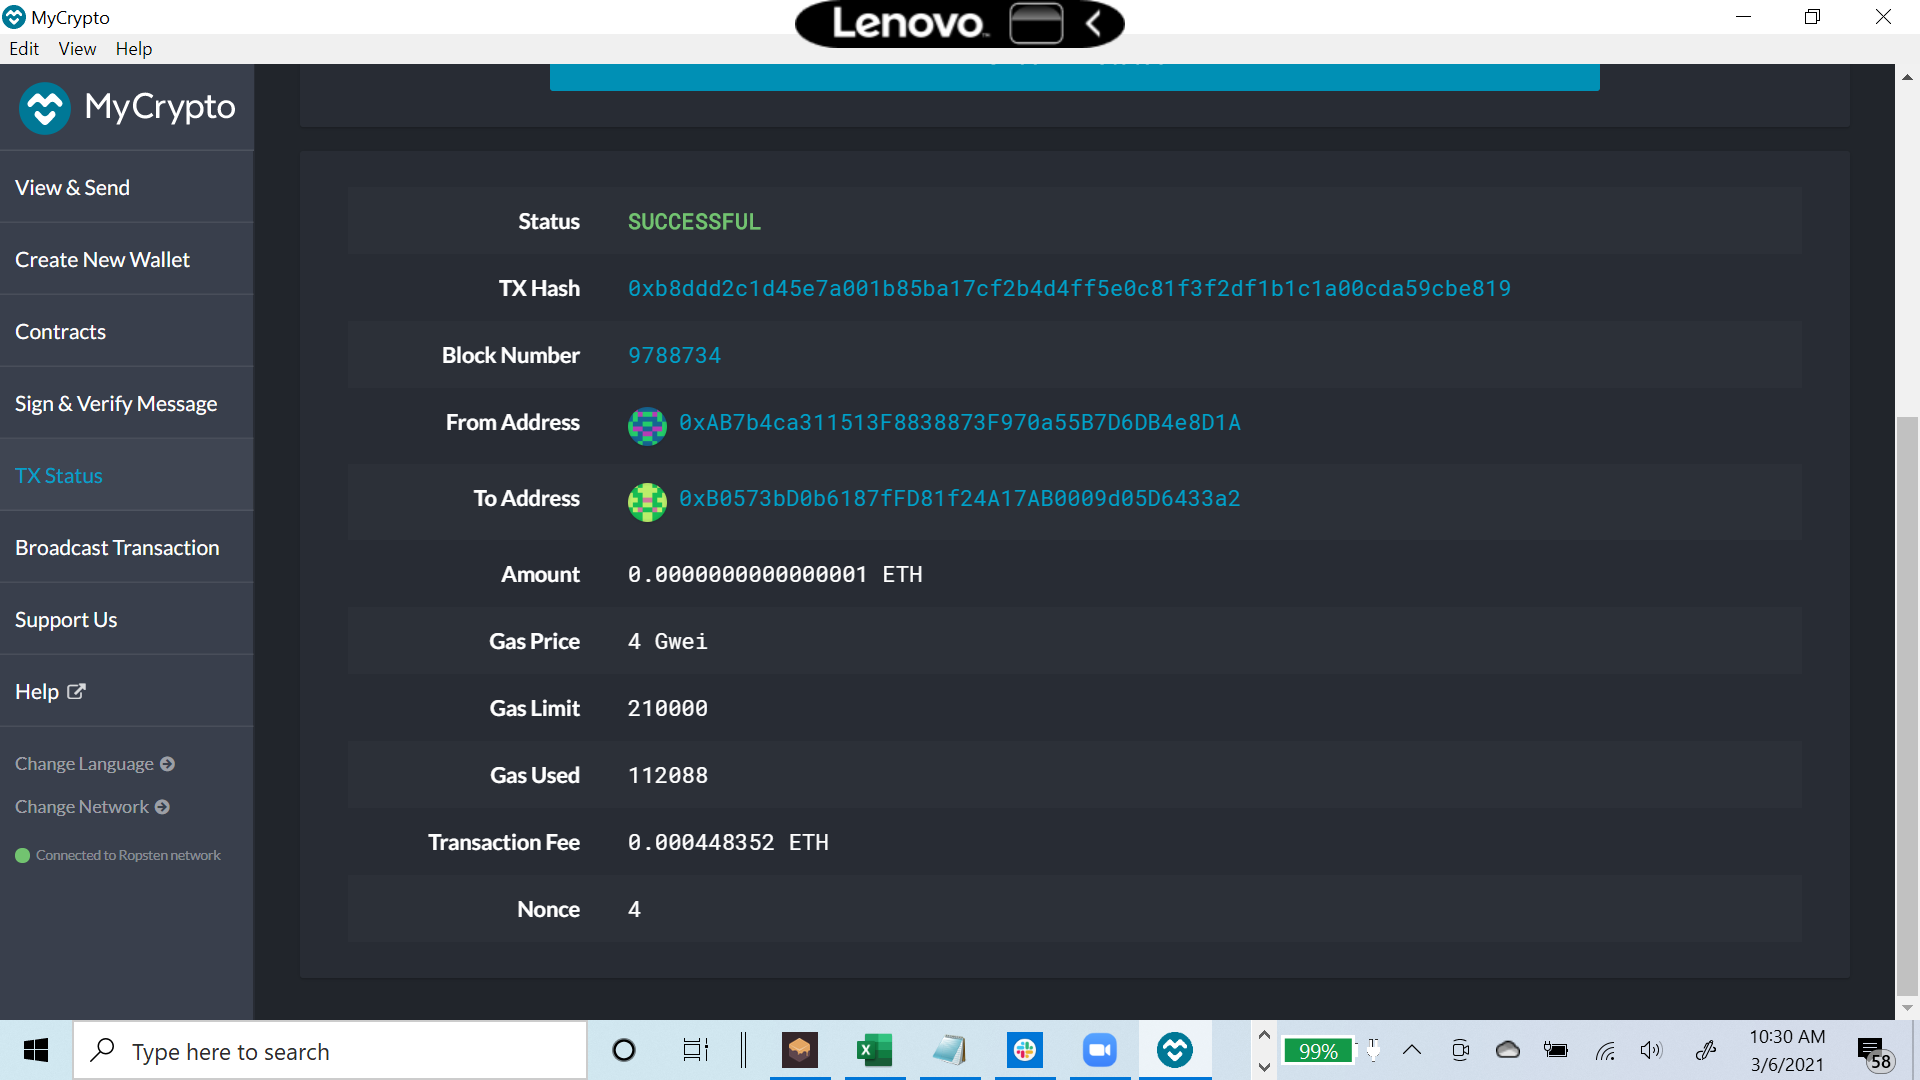 MyCrypto
Lenovo
Edit View Help
MyCrypto
View & Send
Create New Wallet
Contracts
Sign & Verify Message
TX Status
Broadcast Transaction
Support Us
Help
Change Language
Change Network
Connected to Ropsten network
Status SUCCESSFUL
TX Hash 0xb8ddd2c1d45e7a001b85ba17cf2b4d4ff5e0c81f3f2df1b1c1a00cda59cbe819
Block Number 9788734
From Address 0xAB7b4ca311513F8838873F970a55B7D6DB4e8D1A
To Address 0xB0573bD0b6187fFD81f24A17AB0009d05D6433a2
Amount 0.0000000000000001 ETH
Gas Price 4 Gwei
Gas Limit 210000
Gas Used 112088
Transaction Fee 0.000448352 ETH
Nonce 4
Type here to search
99%
10:30 AM
3/6/2021
58